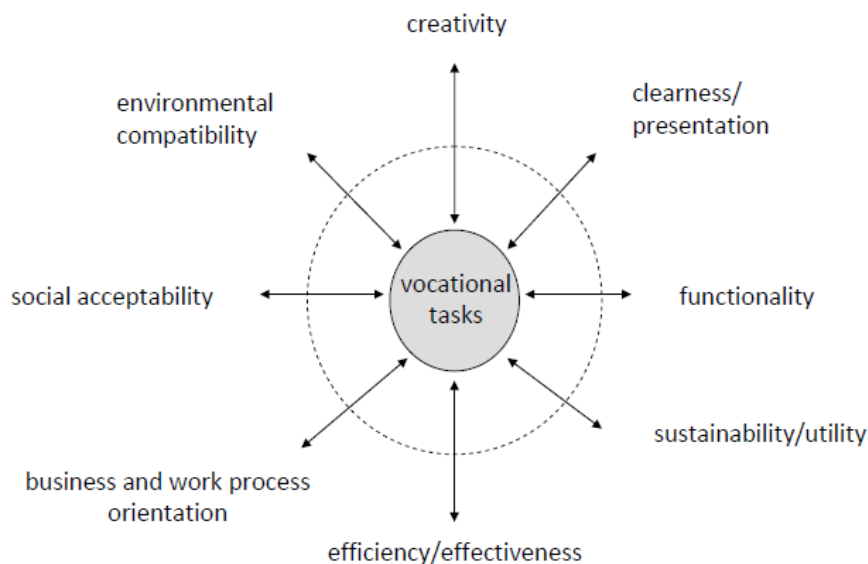 creativity
environmental
compatibility
clearness/
presentation
social acceptability
vocational
tasks
functionality
business and work process
orientation
sustainability/utility
efficiency/effectiveness